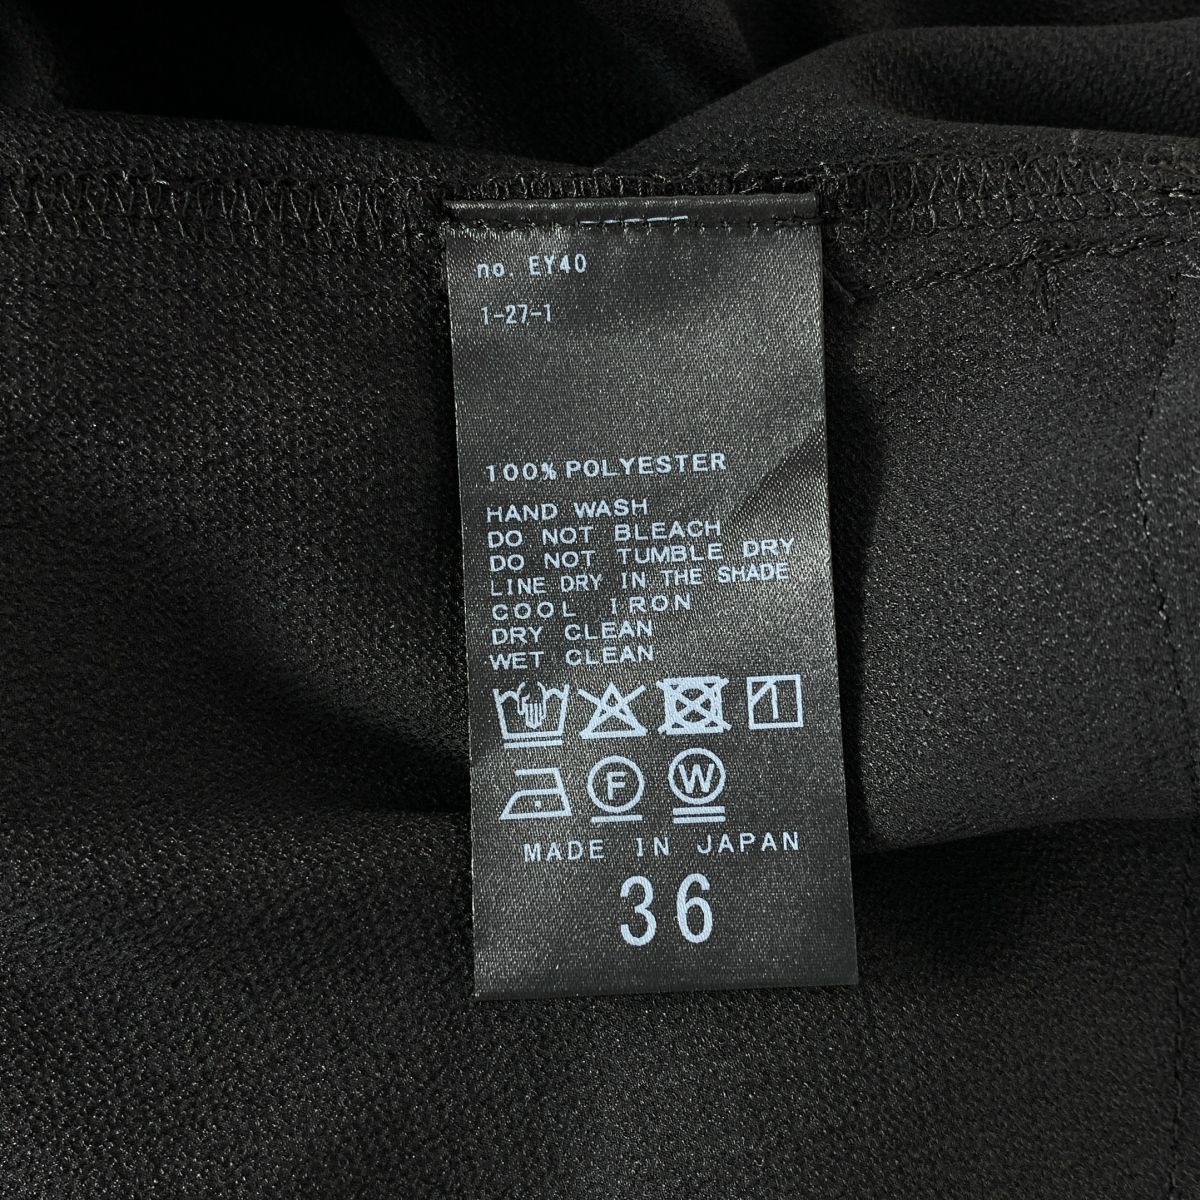 no. EY40
1-27-1
100% POLYESTER
HAND WASH
DO NOT BLEACH
DO NOT TUMBLE DRY
LINE DRY IN THE SHADE
COOL IRON
DRY CLEAN
WET CLEAN
F W
MADE IN JAPAN
36